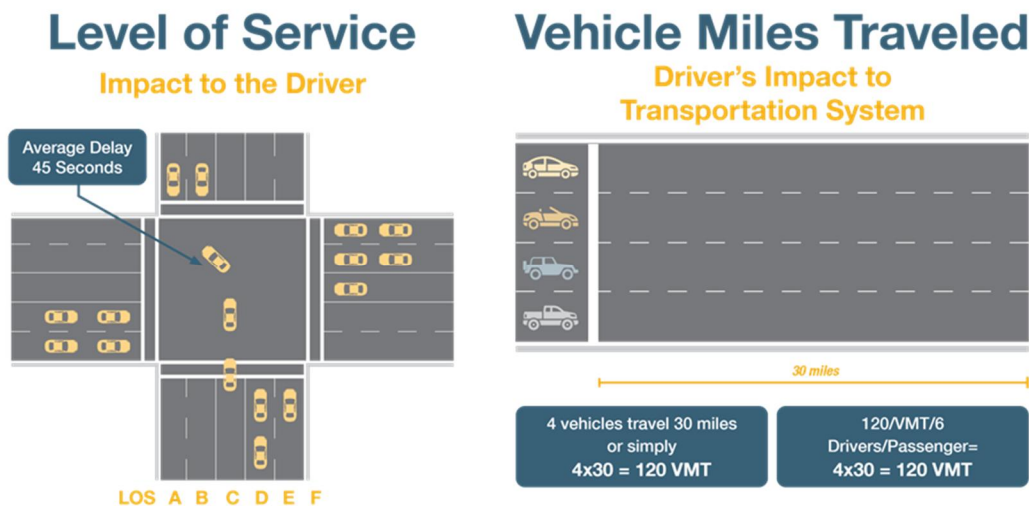 Level of Service
Impact to the Driver
Average Delay
45 Seconds
LOS A B C D E F
Vehicle Miles Traveled
Driver's Impact to
Transportation System
30 miles
4 vehicles travel 30 miles
or simply
4x30 = 120 VMT
120/VMT/6
Drivers/Passenger=
4x30 = 120 VMT